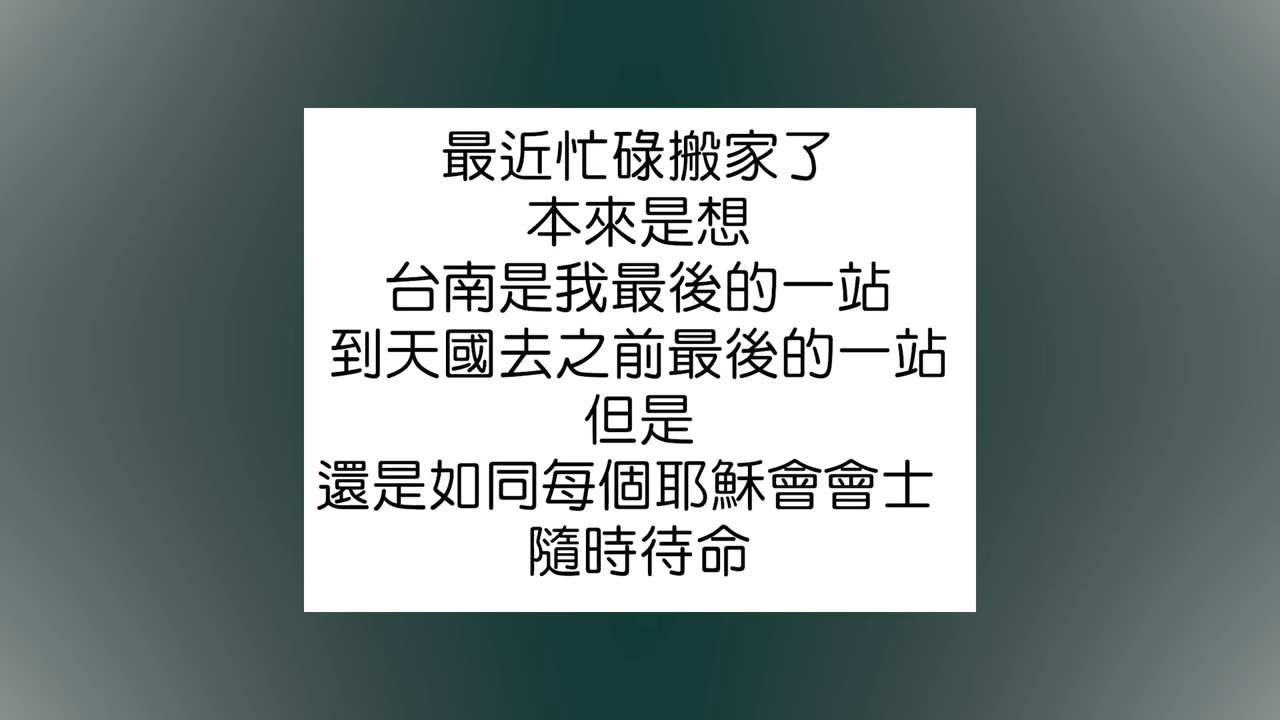 最近忙碌搬家了
本來是想
台南是我最後的一站
到天國去之前最後的一站
但是
還是如同每個耶穌會會士
隨時待命